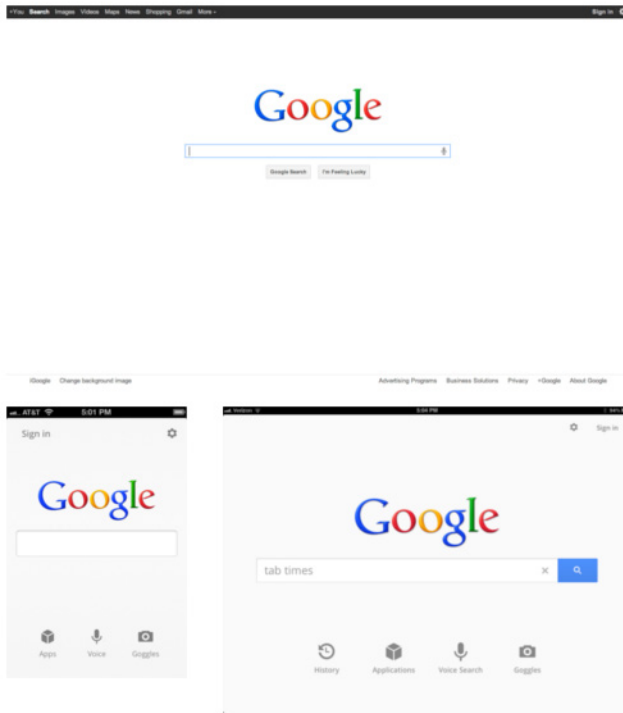 +You Search Images Videos Maps News Shopping Gmail More
Sign in
Google
Google Search I'm Feeling Lucky
iGoogle Change background image
Advertising Programs Business Solutions Privacy +Google About Google
AT&T 5:01 PM
Sign in
Google
Apps Voice Goggles
Verizon 5:04 PM 94%
Sign in
Google
tab times
History Applications Voice Search Goggles